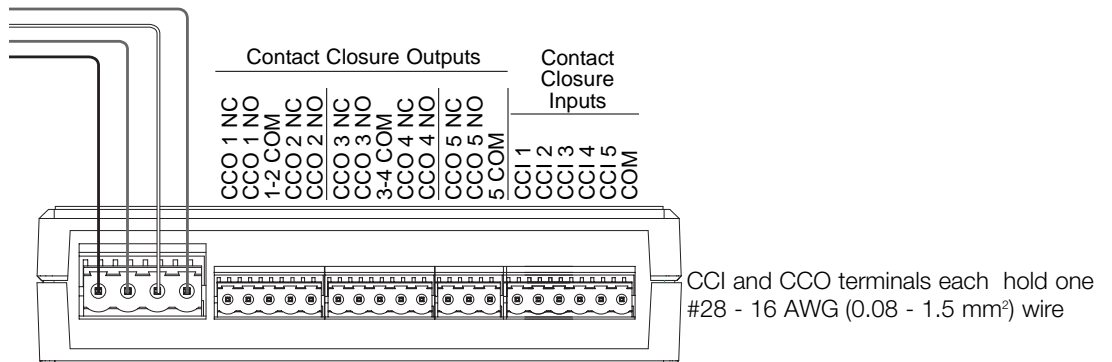 Contact Closure Outputs
Contact
Closure
Inputs
CCO 1 NC
CCO 1 NO
1-2 COM
CCO 2 NC
CCO 2 NO
CCO 3 NC
CCO 3 NO
3-4 COM
CCO 4 NC
CCO 4 NO
CCO 5 NC
CCO 5 NO
5 COM
CCI 1
CCI 2
CCI 3
CCI 4
CCI 5
COM
CCI and CCO terminals each hold one
#28 - 16 AWG (0.08 - 1.5 mm²) wire